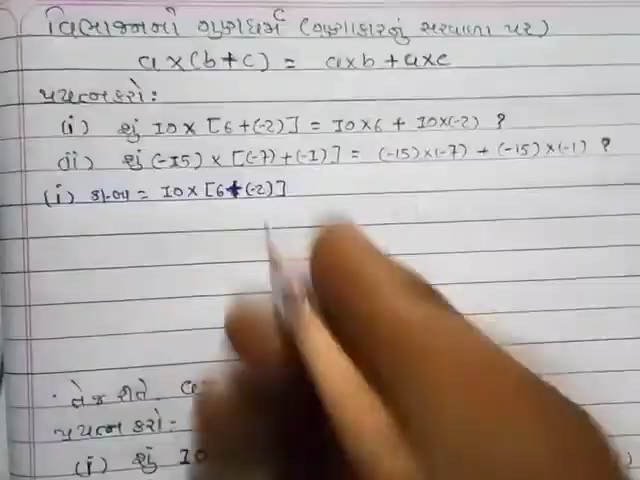 વિભાજનનો ગુણધર્મ (ગુણાકારનું સરવાળા પર)
a×(b+c) = a×b+a×c
પ્રયત્ન કરો:
(i) શું 10×[6+(-2)] = 10×6 + 10×(-2) ?
(ii) શું (-15)×[(-7)+(-1)] = (-15)×(-7) + (-15)×(-1) ?
(i) ડા.બા = 10×[6+(-2)]
· તે જ રીતે.
પ્રયત્ન કરો:
(i) શું 10